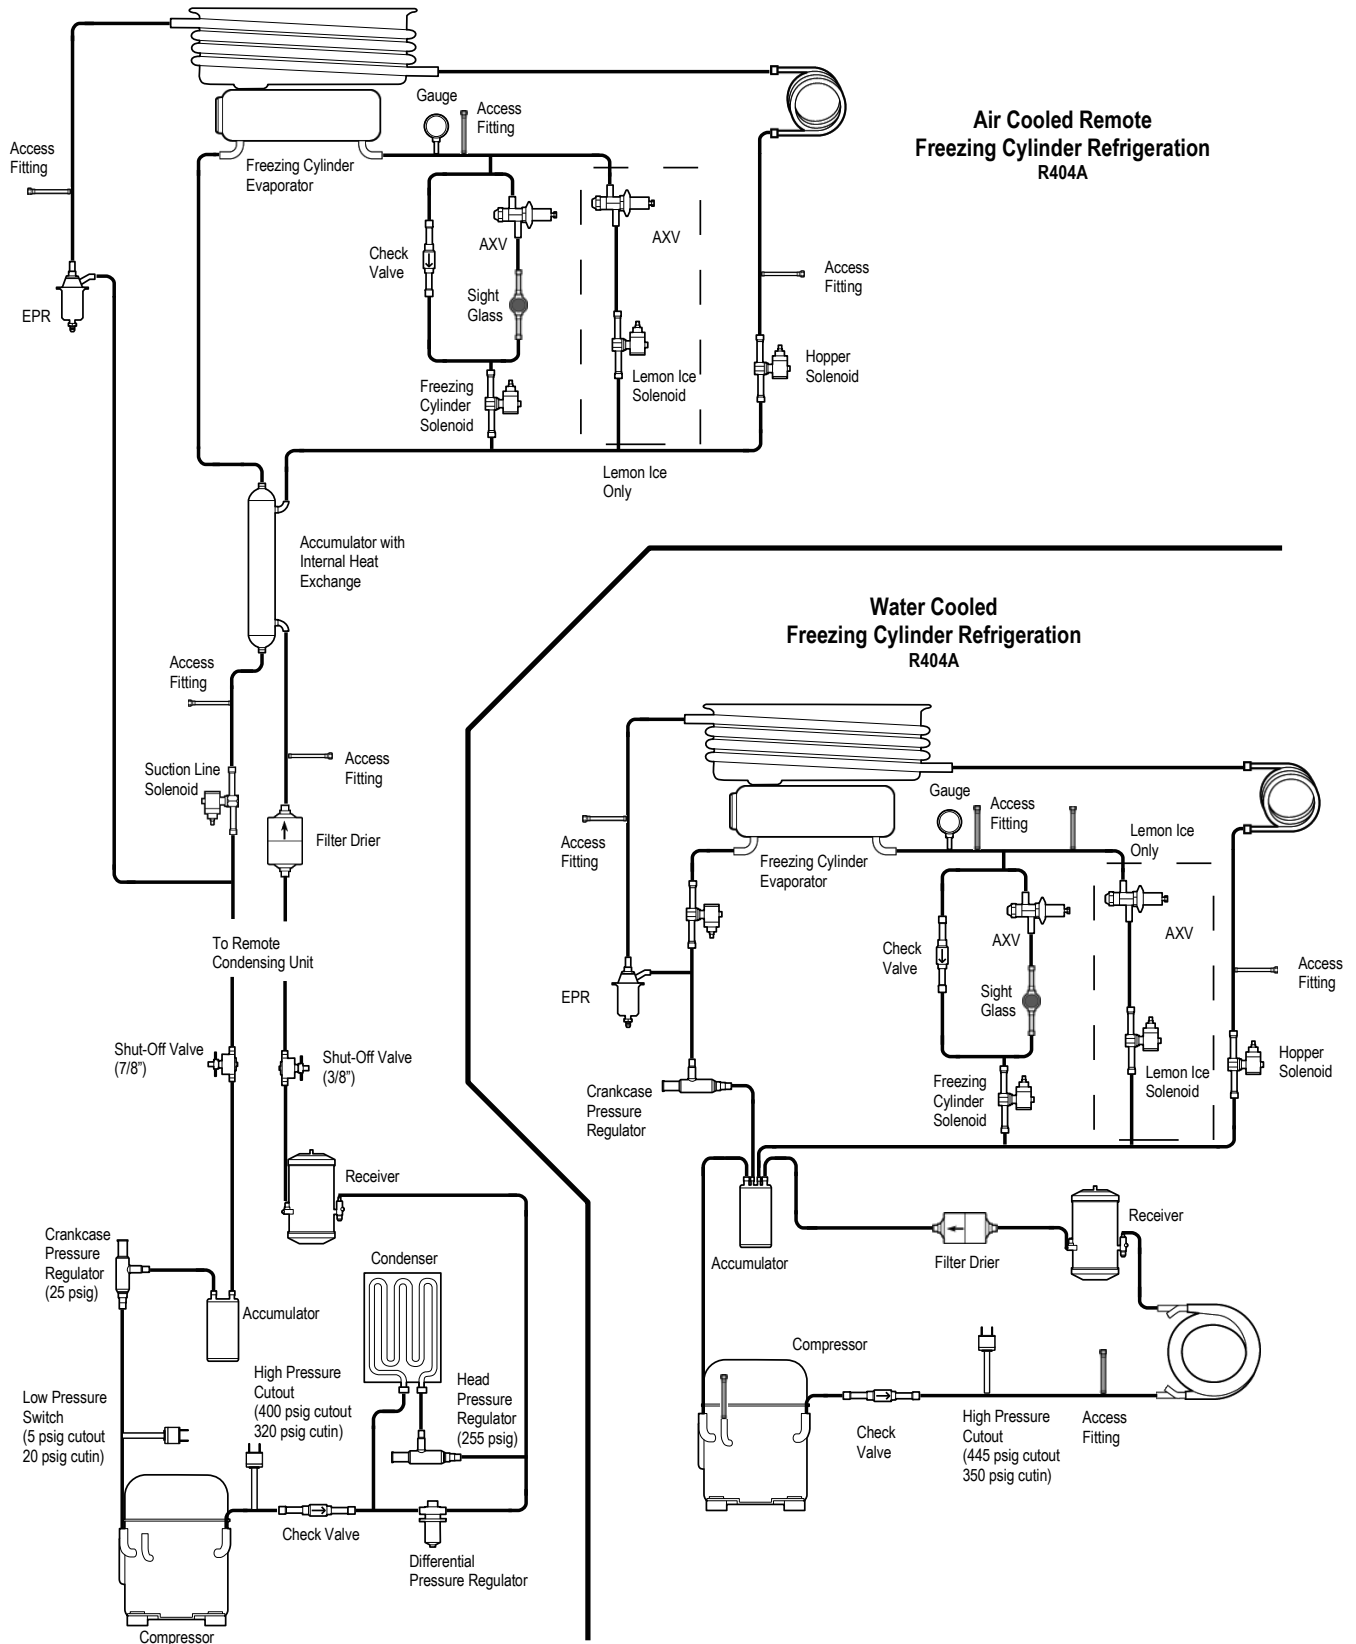 Air Cooled Remote
Freezing Cylinder Refrigeration
R404A
Gauge
Access
Fitting
Access
Fitting
Freezing Cylinder
Evaporator
Check
Valve
AXV
AXV
Access
Fitting
EPR
Sight
Glass
Hopper
Solenoid
Freezing
Cylinder
Solenoid
Lemon Ice
Solenoid
Lemon Ice
Only
Accumulator with
Internal Heat
Exchange
Access
Fitting
Access
Fitting
Suction Line
Solenoid
Filter Drier
To Remote
Condensing Unit
Shut-Off Valve
(7/8")
Shut-Off Valve
(3/8")
Receiver
Crankcase
Pressure
Regulator
(25 psig)
Condenser
Accumulator
High Pressure
Cutout
(400 psig cutout
320 psig cutin)
Head
Pressure
Regulator
(255 psig)
Low Pressure
Switch
(5 psig cutout
20 psig cutin)
Check Valve
Differential
Pressure Regulator
Compressor
Water Cooled
Freezing Cylinder Refrigeration
R404A
Gauge
Access
Fitting
Lemon Ice
Only
Access
Fitting
Freezing Cylinder
Evaporator
Check
Valve
AXV
AXV
Access
Fitting
EPR
Sight
Glass
Hopper
Solenoid
Crankcase
Pressure
Regulator
Freezing
Cylinder
Solenoid
Lemon Ice
Solenoid
Receiver
Accumulator
Filter Drier
Compressor
Check
Valve
High Pressure
Cutout
(445 psig cutout
350 psig cutin)
Access
Fitting